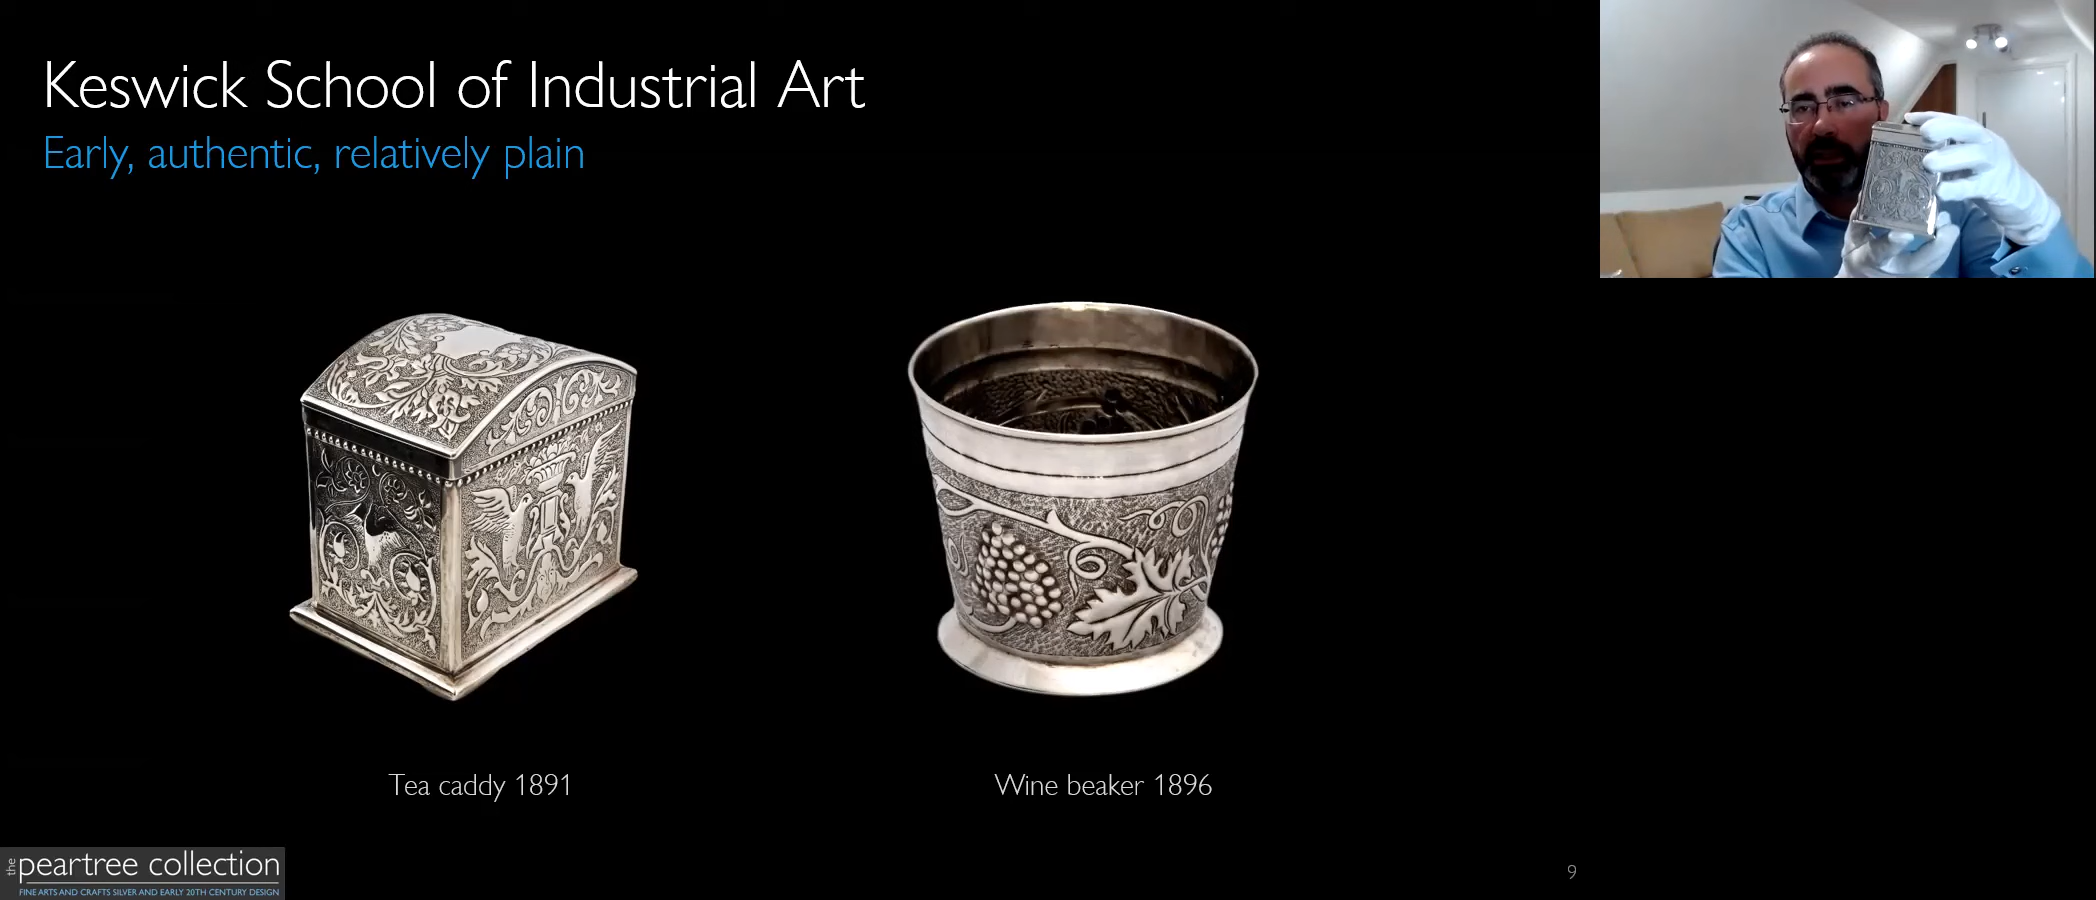 Keswick School of Industrial Art
Early, authentic, relatively plain
Tea caddy 1891
Wine beaker 1896
the peartree collection
FINE ARTS AND CRAFTS SILVER AND EARLY 20TH CENTURY DESIGN
9